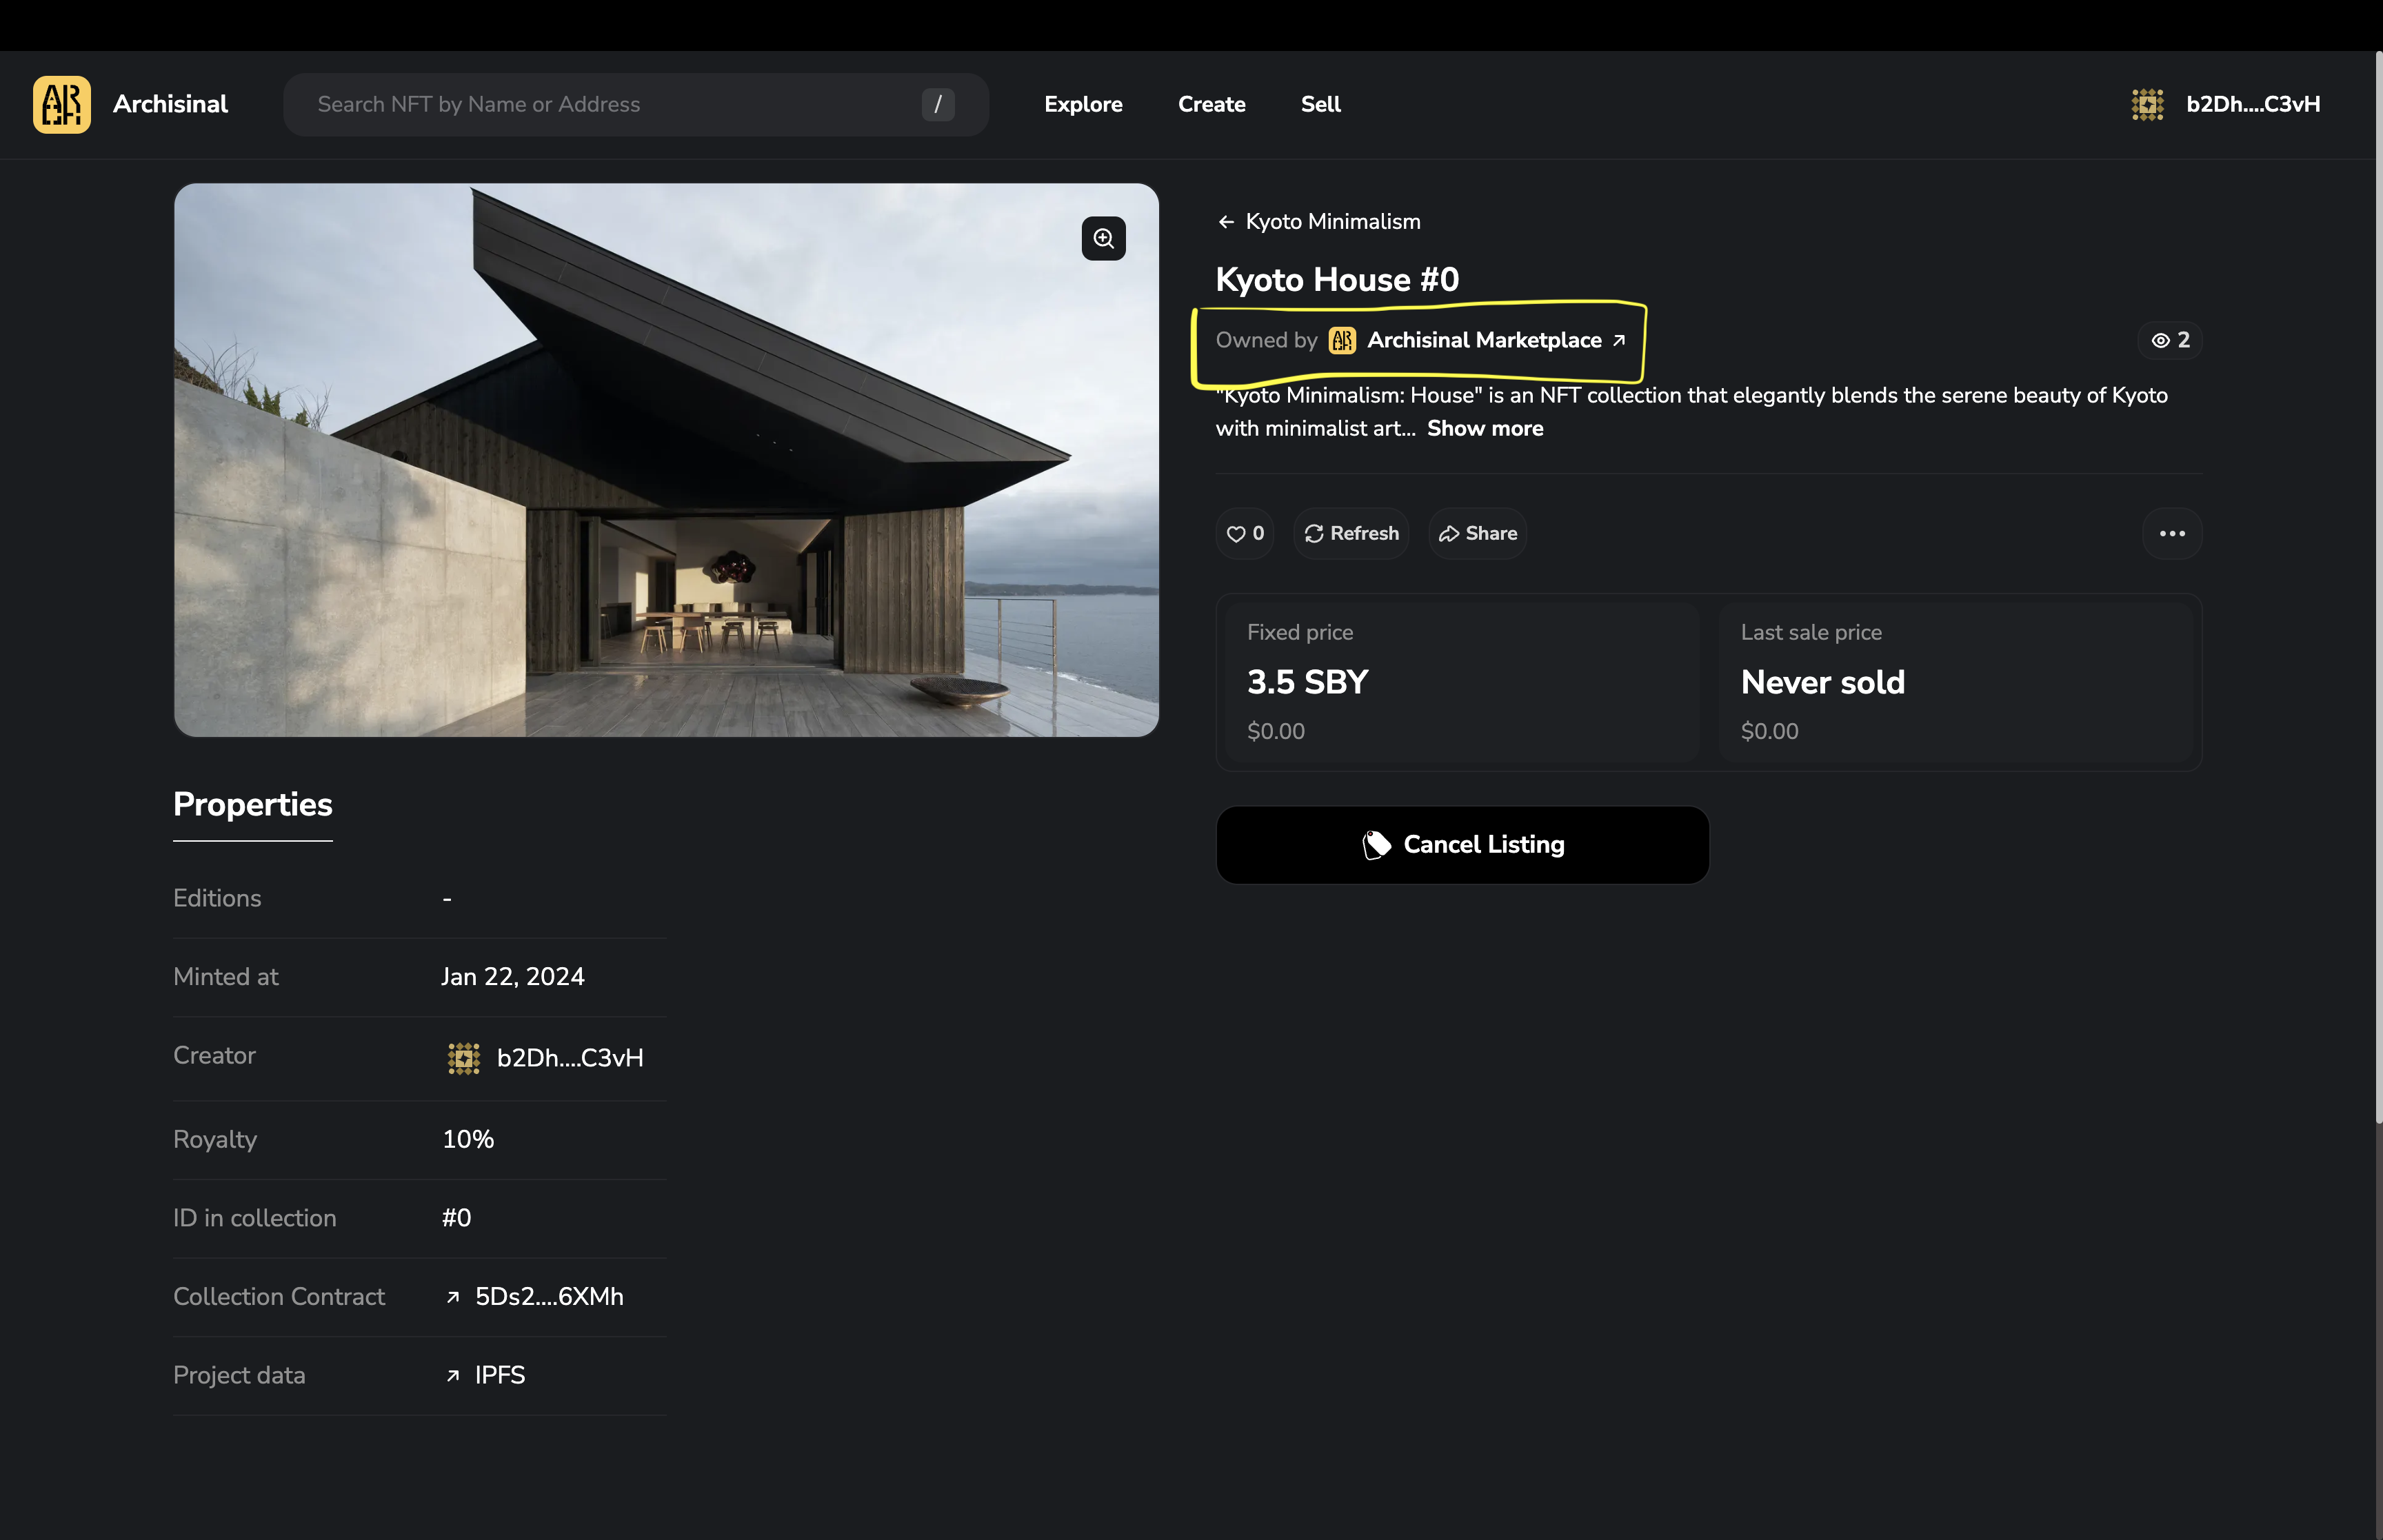 Archisinal
Search NFT by Name or Address
/
Explore
Create
Sell
b2Dh....C3vH
← Kyoto Minimalism
Kyoto House #0
Owned by Archisinal Marketplace ↗
2
"Kyoto Minimalism: House" is an NFT collection that elegantly blends the serene beauty of Kyoto
with minimalist art... Show more
0
Refresh
Share
Fixed price
3.5 SBY
$0.00
Last sale price
Never sold
$0.00
Cancel Listing
Properties
Editions -
Minted at Jan 22, 2024
Creator b2Dh....C3vH
Royalty 10%
ID in collection #0
Collection Contract ↗ 5Ds2....6XMh
Project data ↗ IPFS